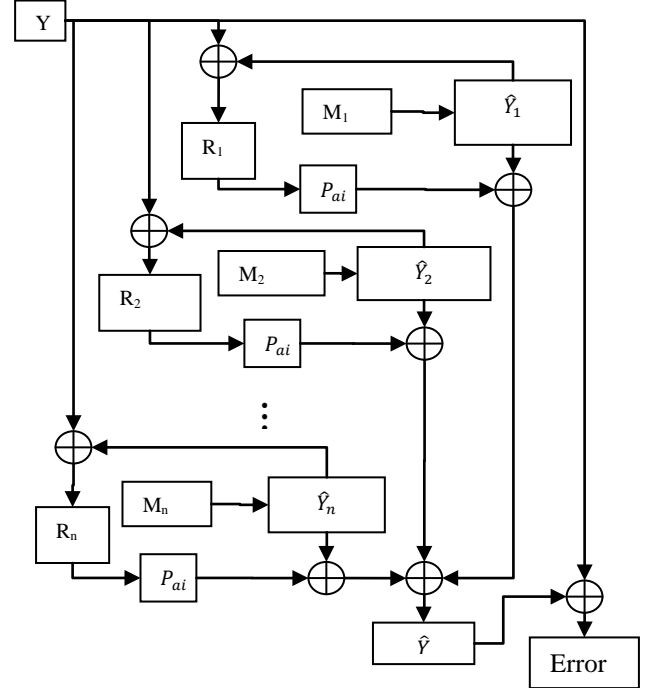 Y
M₁
Ŷ₁
R₁
Pₐᵢ
M₂
Ŷ₂
R₂
Pₐᵢ
⋮
Mₙ
Ŷₙ
Rₙ
Pₐᵢ
Ŷ
Error